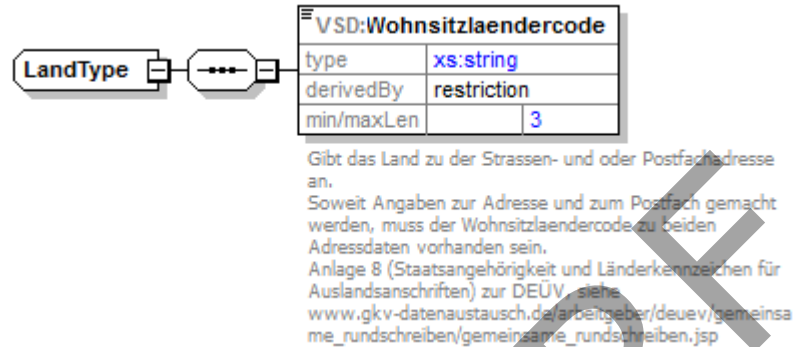 VSD:Wohnsitzlaendercode
LandType
type xs:string
derivedBy restriction
min/maxLen 3
Gibt das Land zu der Strassen- und oder Postfachadresse
an.
Soweit Angaben zur Adresse und zum Postfach gemacht
werden, muss der Wohnsitzlaendercode zu beiden
Adressdaten vorhanden sein.
Anlage 8 (Staatsangehörigkeit und Länderkennzeichen für
Auslandsanschriften) zur DEÜV, siehe
www.gkv-datenaustausch.de/arbeitgeber/deuev/gemeinsa
me_rundschreiben/gemeinsame_rundschreiben.jsp